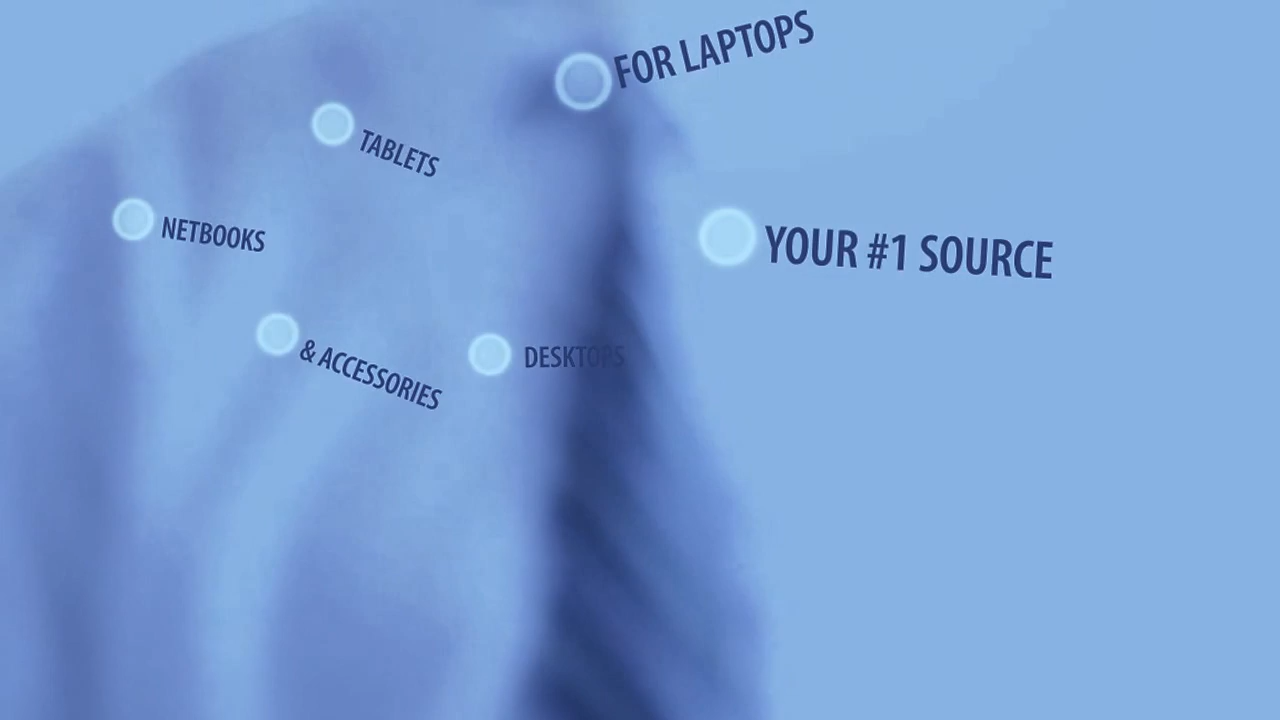 YOUR #1 SOURCE
FOR LAPTOPS
TABLETS
NETBOOKS
& ACCESSORIES
DESKTOPS